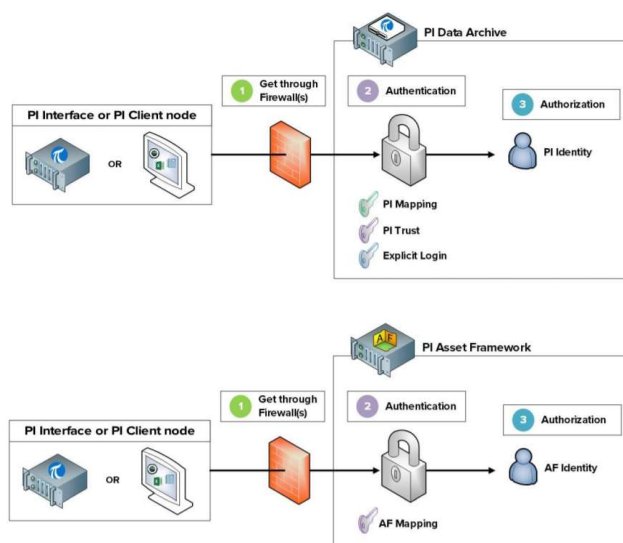 PI Data Archive
1 Get through
Firewall(s)
2 Authentication
3 Authorization
PI Interface or PI Client node
OR
PI Identity
PI Mapping
PI Trust
Explicit Login
A F
PI Asset Framework
1 Get through
Firewall(s)
2 Authentication
3 Authorization
PI Interface or PI Client node
OR
AF Identity
AF Mapping